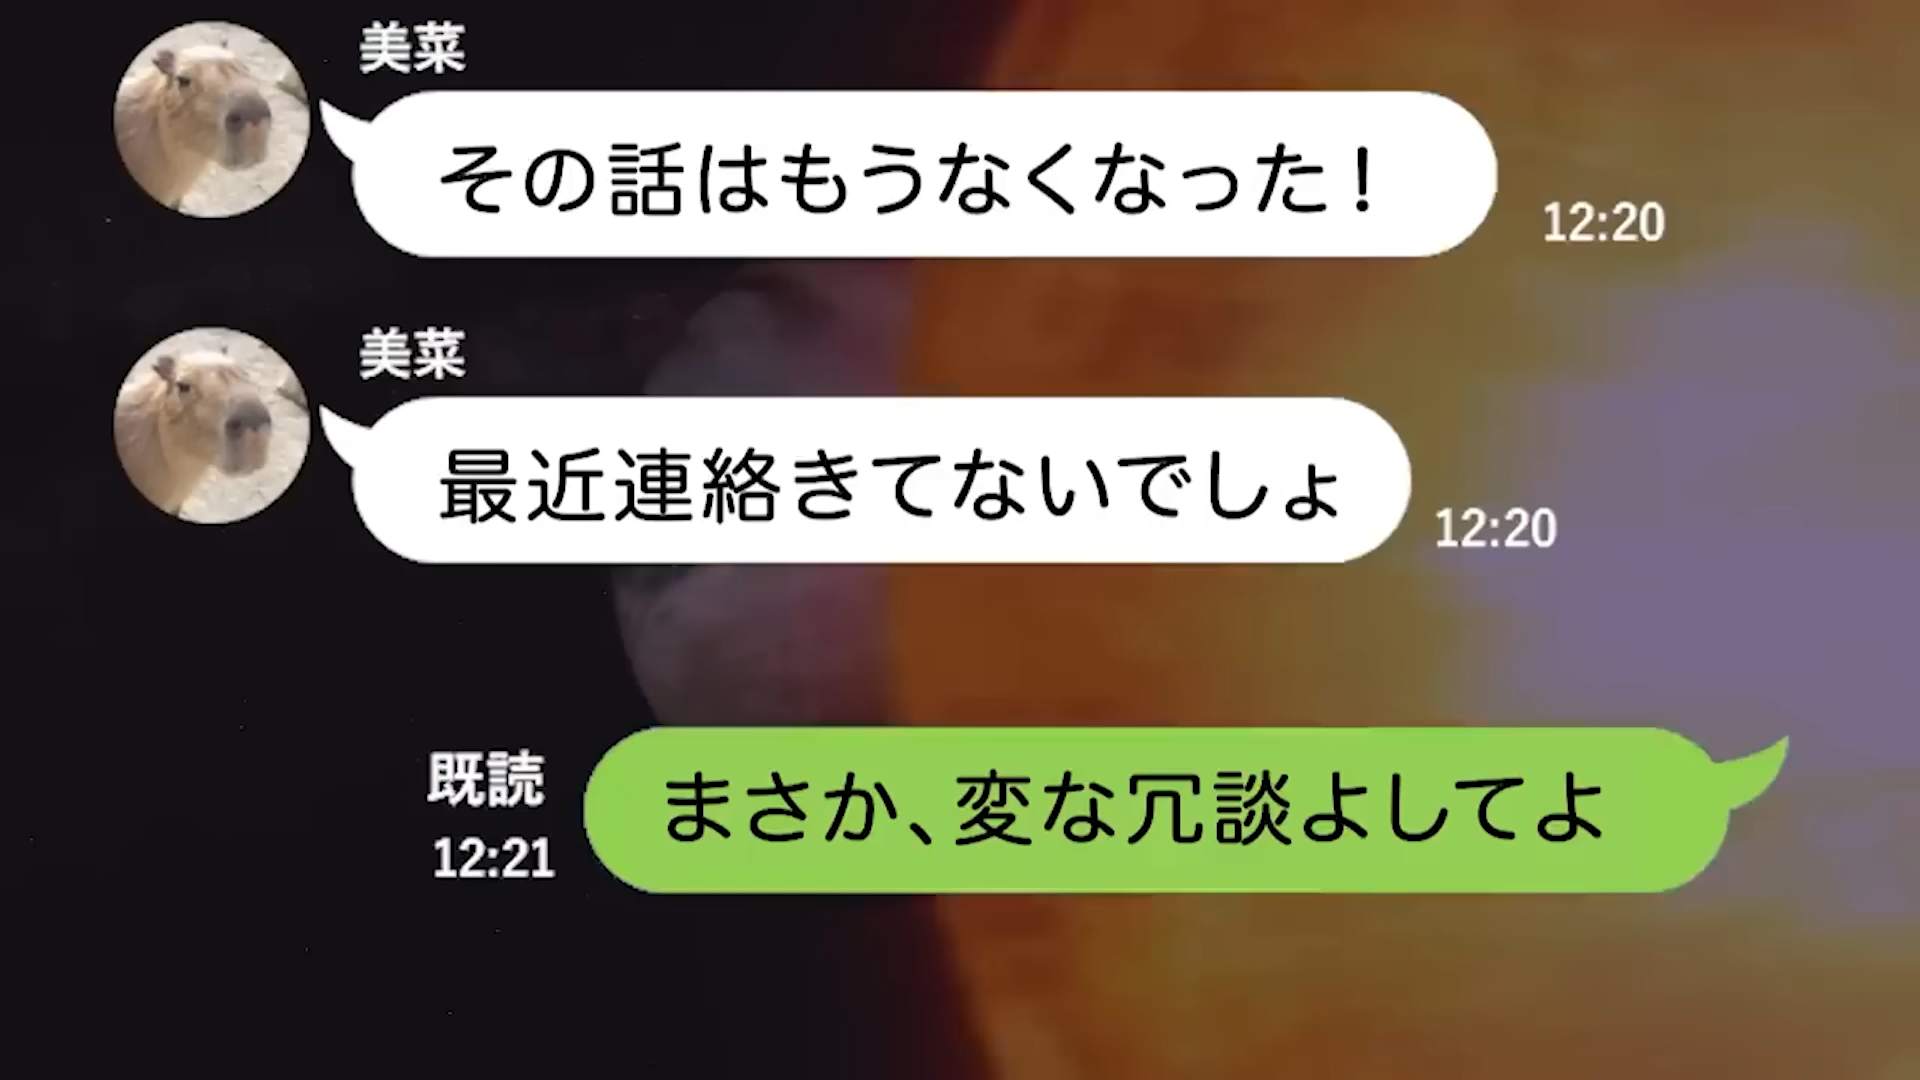 美菜
その話はもうなくなった！
12:20
美菜
最近連絡きてないでしょ
12:20
既読
12:21
まさか、変な冗談よしてよ